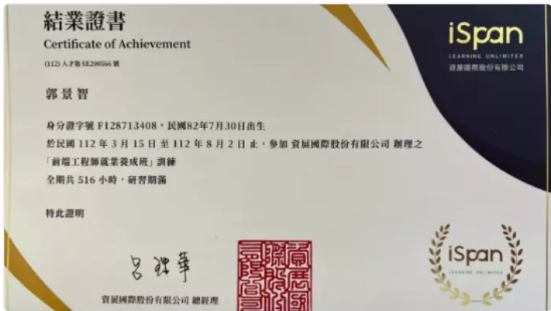 結業證書
Certificate of Achievement
(112) 人才第 SE200566 號
iSpan
LEARNING UNLIMITED
資展國際股份有限公司
郭景智
身分證字號 F128713408，民國82年7月30日出生
於民國 112 年 3 月 15 日至 112 年 8 月 2 日止，參加 資展國際股份有限公司 辦理之
「前端工程師就業養成班」訓練
全期共 516 小時，研習期滿
特此證明
資展國際股份有限公司 總經理
iSpan
LEARNING UNLIMITED